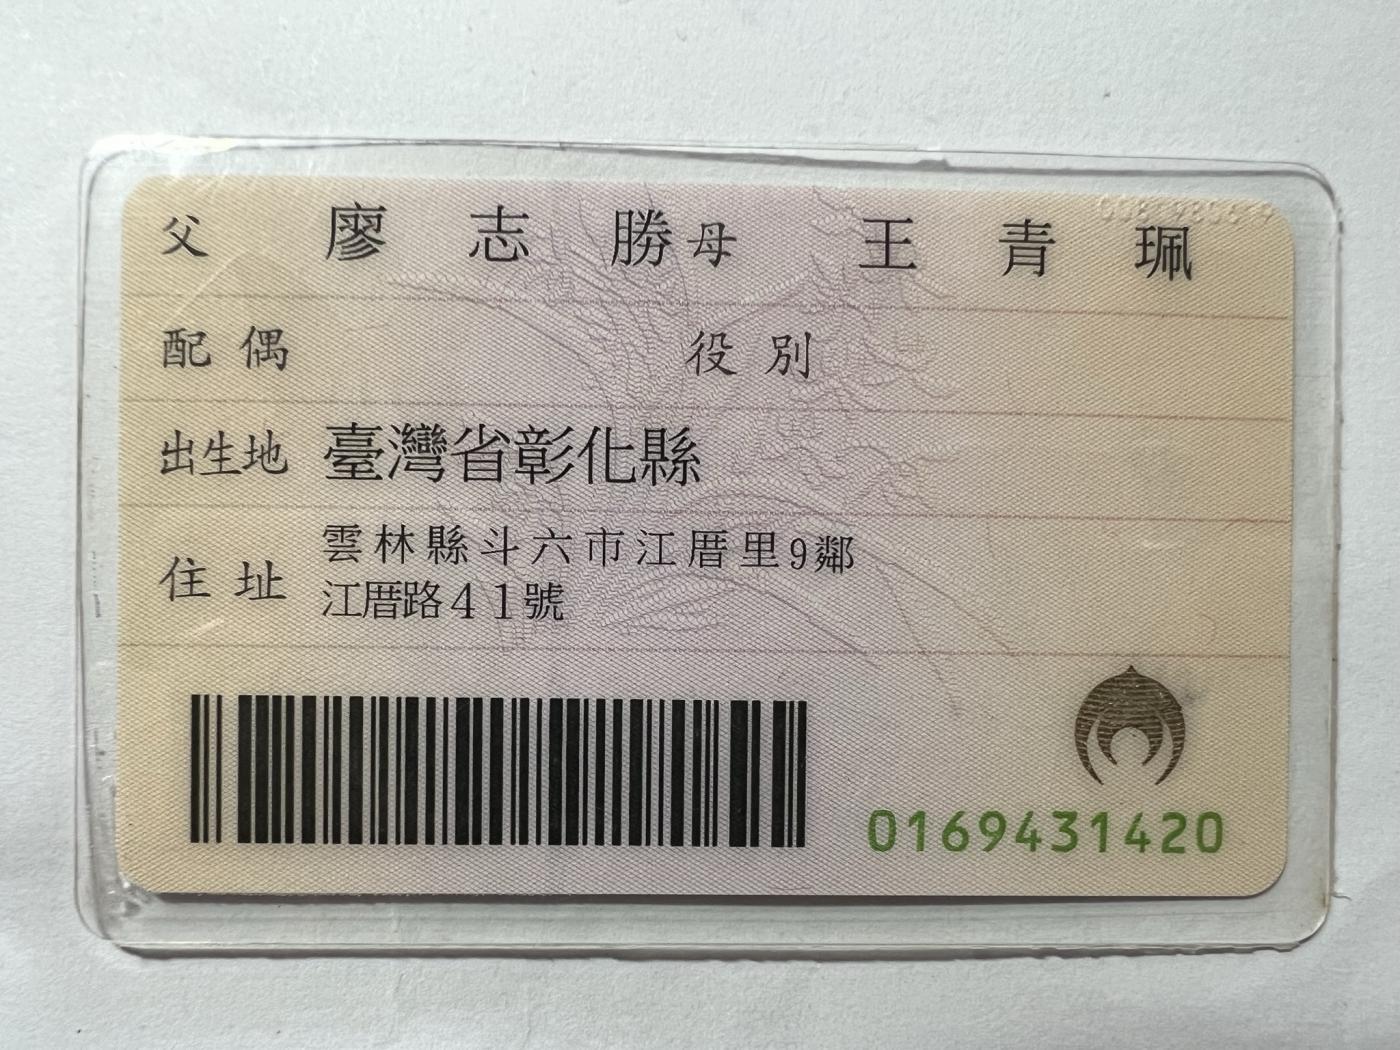 父 廖志勝 母 王青珮
配偶 役別
出生地 臺灣省彰化縣
住址 雲林縣斗六市江厝里9鄰
江厝路41號
0169431420